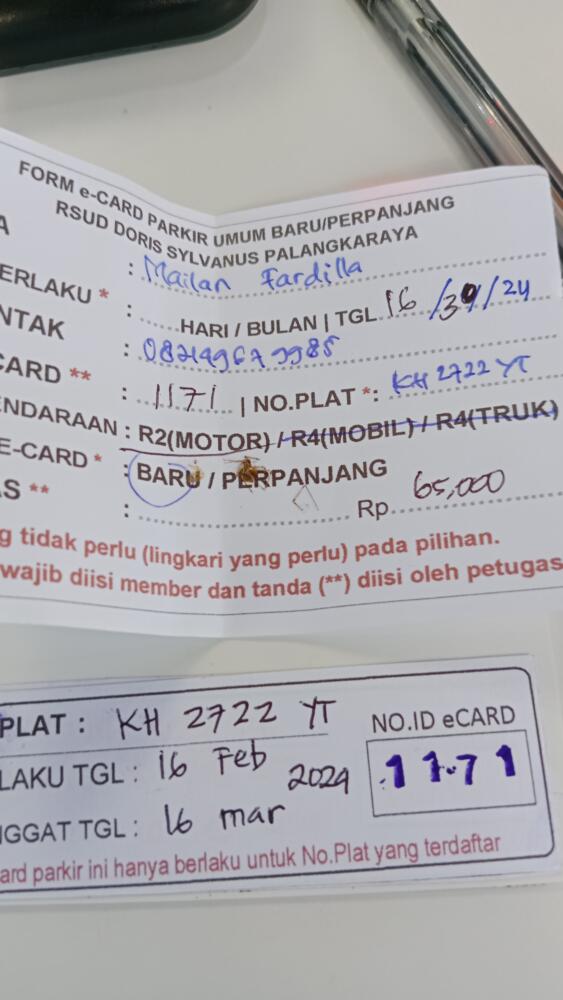 FORM e-CARD PARKIR UMUM BARU/PERPANJANG
RSUD DORIS SYLVANUS PALANGKARAYA
A : Mailan Fardilla
ERLAKU * : ......HARI / BULAN | TGL 16 / / 24
NTAK :
CARD ** : 1171 | NO.PLAT *: KH 2722 YT
ENDARAAN : R2(MOTOR) / R4(MOBIL) / R4(TRUK)
E-CARD * : BARU / PERPANJANG
S ** : Rp. 65,000
g tidak perlu (lingkari yang perlu) pada pilihan.
wajib diisi member dan tanda (**) diisi oleh petugas
PLAT : KH 2722 YT
NO.ID eCARD
LAKU TGL : 16 Feb 2024
1171
NGGAT TGL : 16 mar
ard parkir ini hanya berlaku untuk No.Plat yang terdaftar